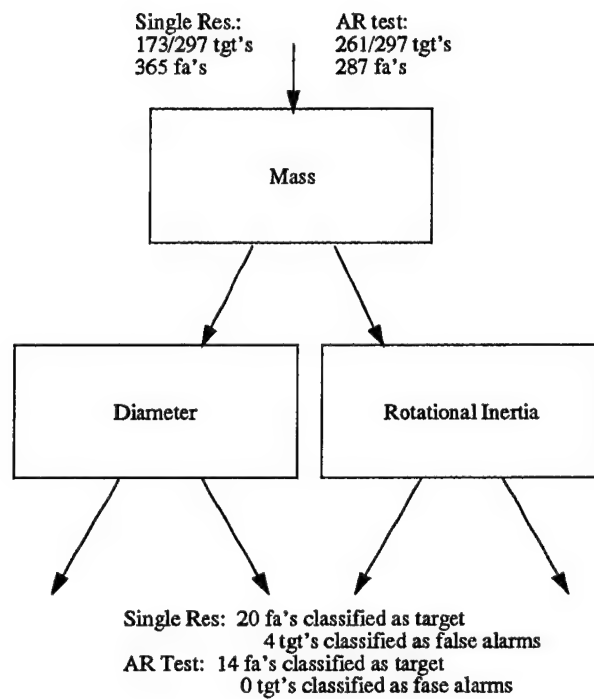 Single Res.:
173/297 tgt's
365 fa's
AR test:
261/297 tgt's
287 fa's
Mass
Diameter
Rotational Inertia
Single Res: 20 fa's classified as target
4 tgt's classified as false alarms
AR Test: 14 fa's classified as target
0 tgt's classified as fase alarms